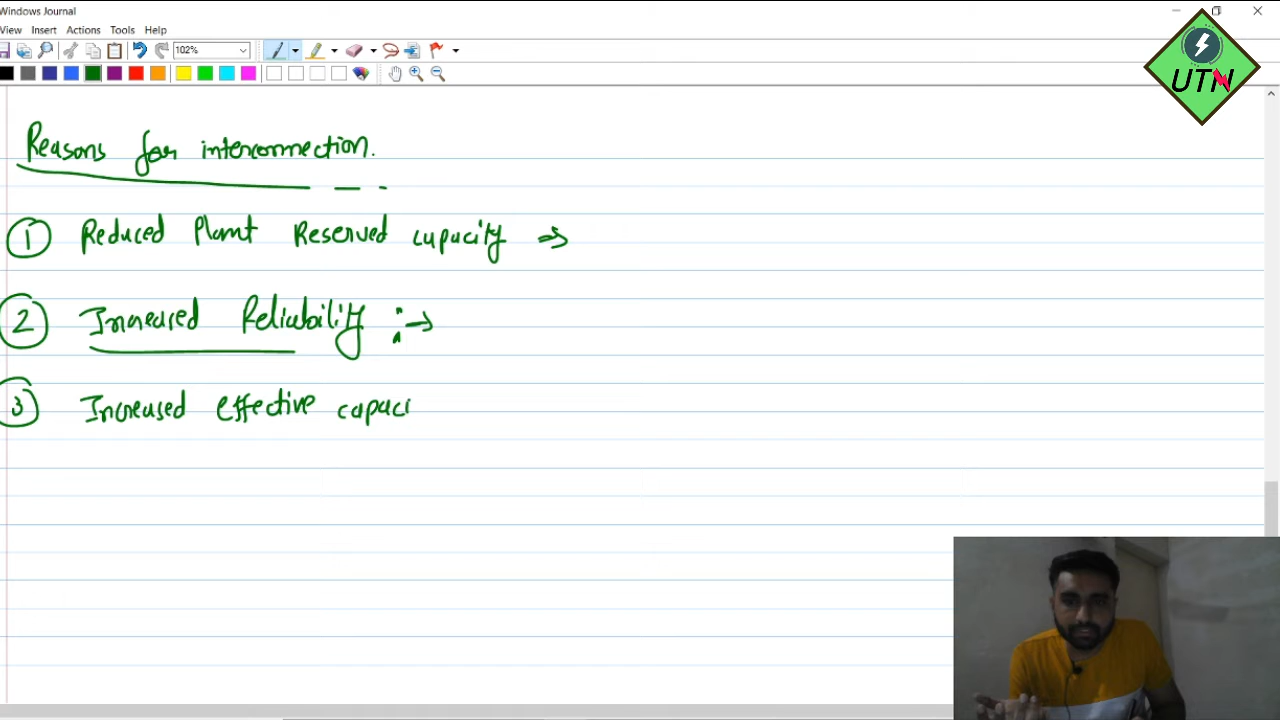 Windows Journal
View Insert Actions Tools Help
102%
UTN
Reasons for interconnection.
1 Reduced Plant Reserved capacity ⇒
2 Increased Reliability :→
3 Increased effective capaci